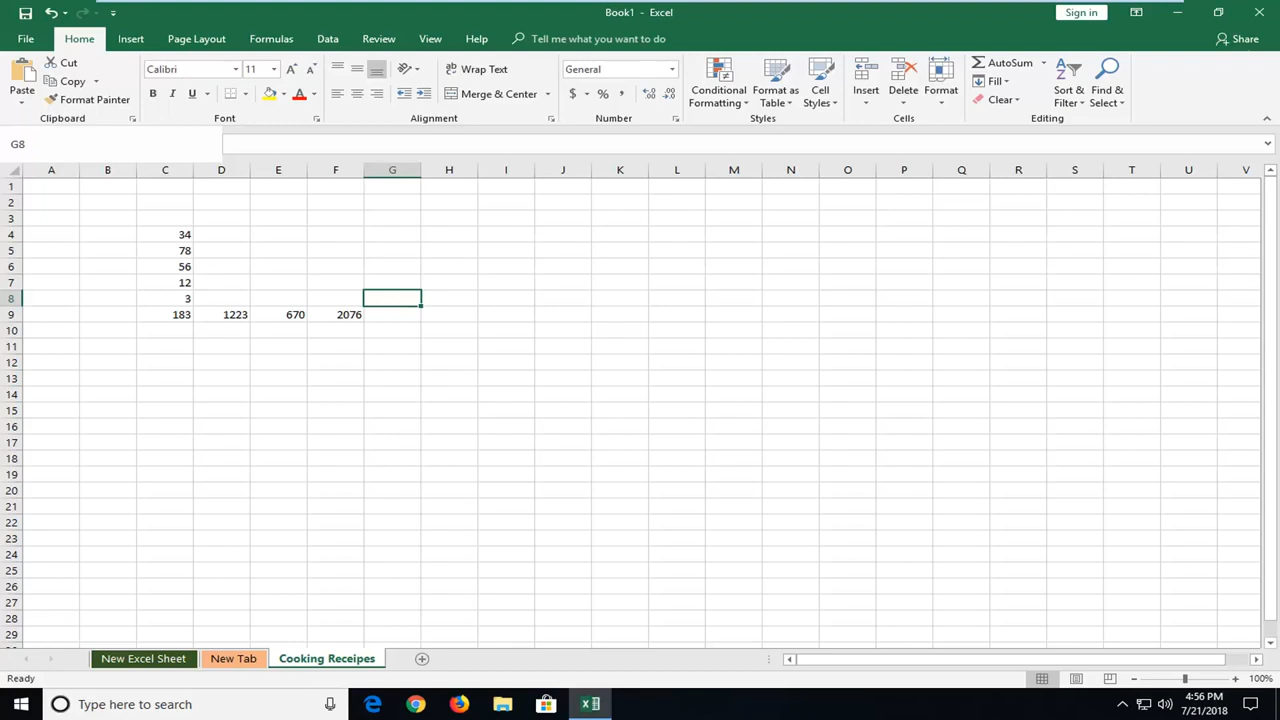 Book1 - Excel
Sign in
File Home Insert Page Layout Formulas Data Review View Help Tell me what you want to do Share
Paste
Cut
Copy
Format Painter
Clipboard
Calibri 11
B I U A
Font
Wrap Text
Merge & Center
Alignment
General
$ % ,
Number
Conditional Formatting
Format as Table
Cell Styles
Styles
Insert
Delete
Format
Cells
AutoSum
Fill
Clear
Sort & Filter
Find & Select
Editing
G8
A B C D E F G H I J K L M N O P Q R S T U V
1
2
3
4 34
5 78
6 56
7 12
8 3
9 183 1223 670 2076
10
11
12
13
14
15
16
17
18
19
20
21
22
23
24
25
26
27
28
29
New Excel Sheet New Tab Cooking Receipes
Ready 100%
Type here to search
4:56 PM
7/21/2018